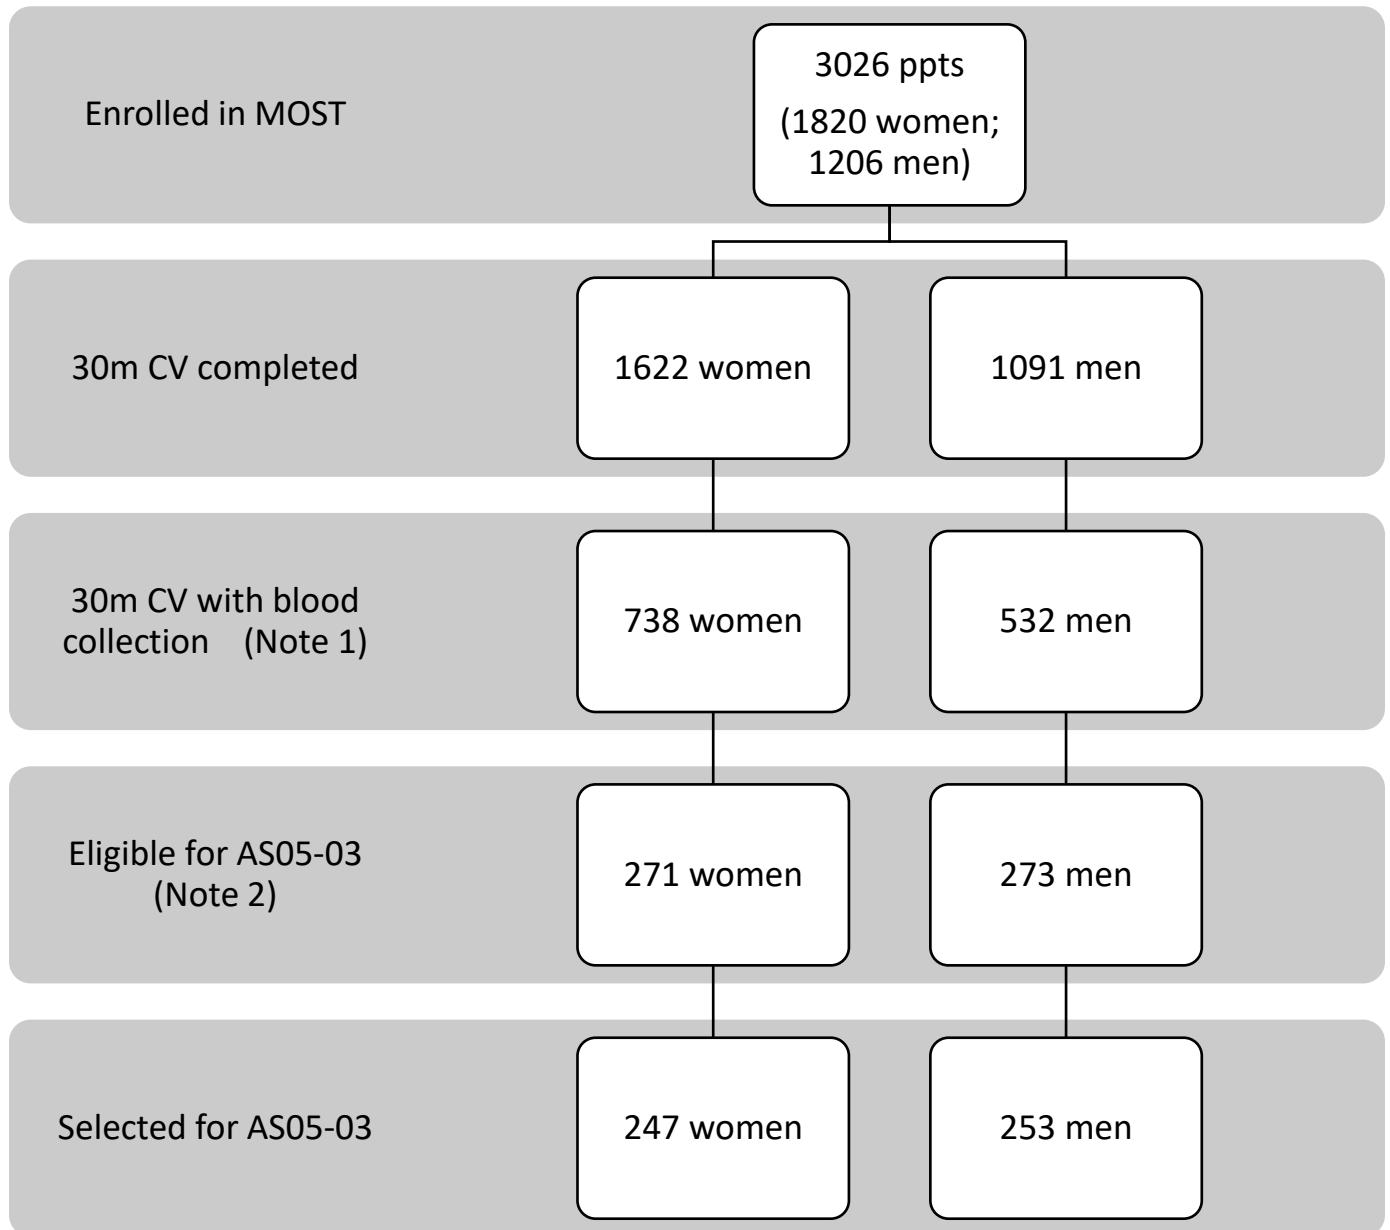 Enrolled in MOST
3026 ppts
(1820 women;
1206 men)
30m CV completed
1622 women
1091 men
30m CV with blood
collection (Note 1)
738 women
532 men
Eligible for AS05-03
(Note 2)
271 women
273 men
Selected for AS05-03
247 women
253 men